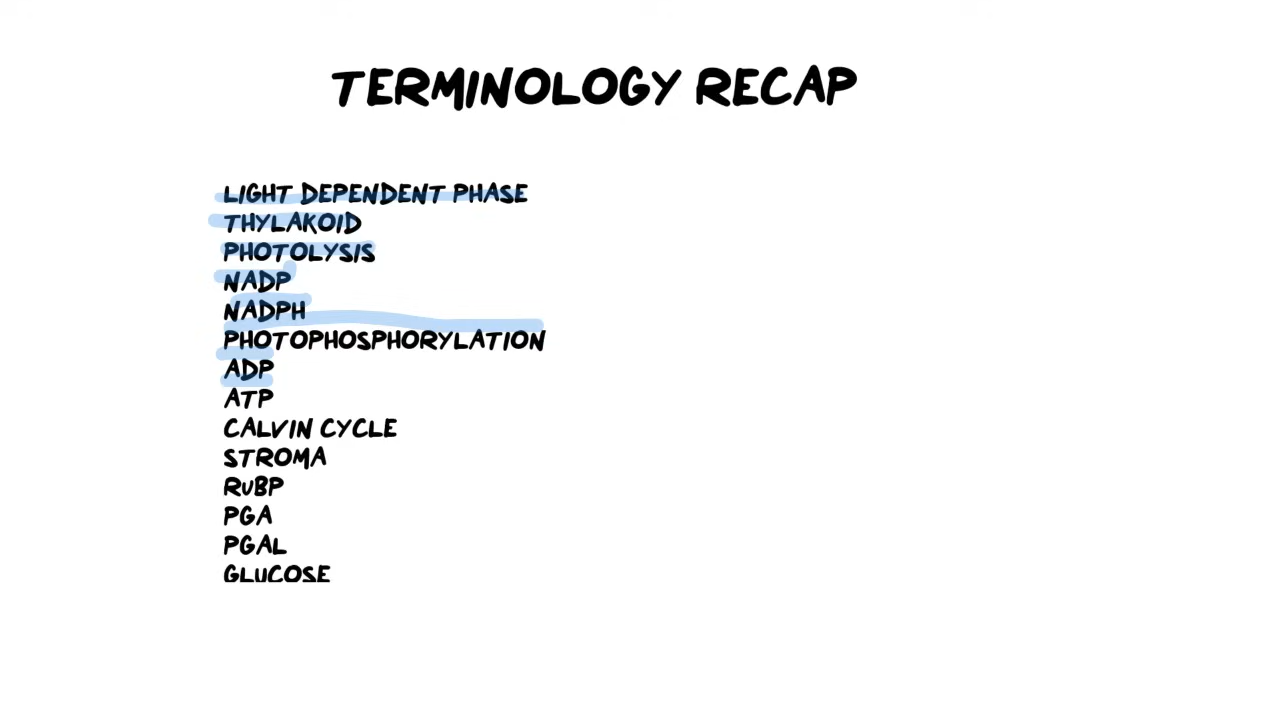 TERMINOLOGY RECAP
LIGHT DEPENDENT PHASE
THYLAKOID
PHOTOLYSIS
NADP
NADPH
PHOTOPHOSPHORYLATION
ADP
ATP
CALVIN CYCLE
STROMA
RuBP
PGA
PGAL
GLUCOSE